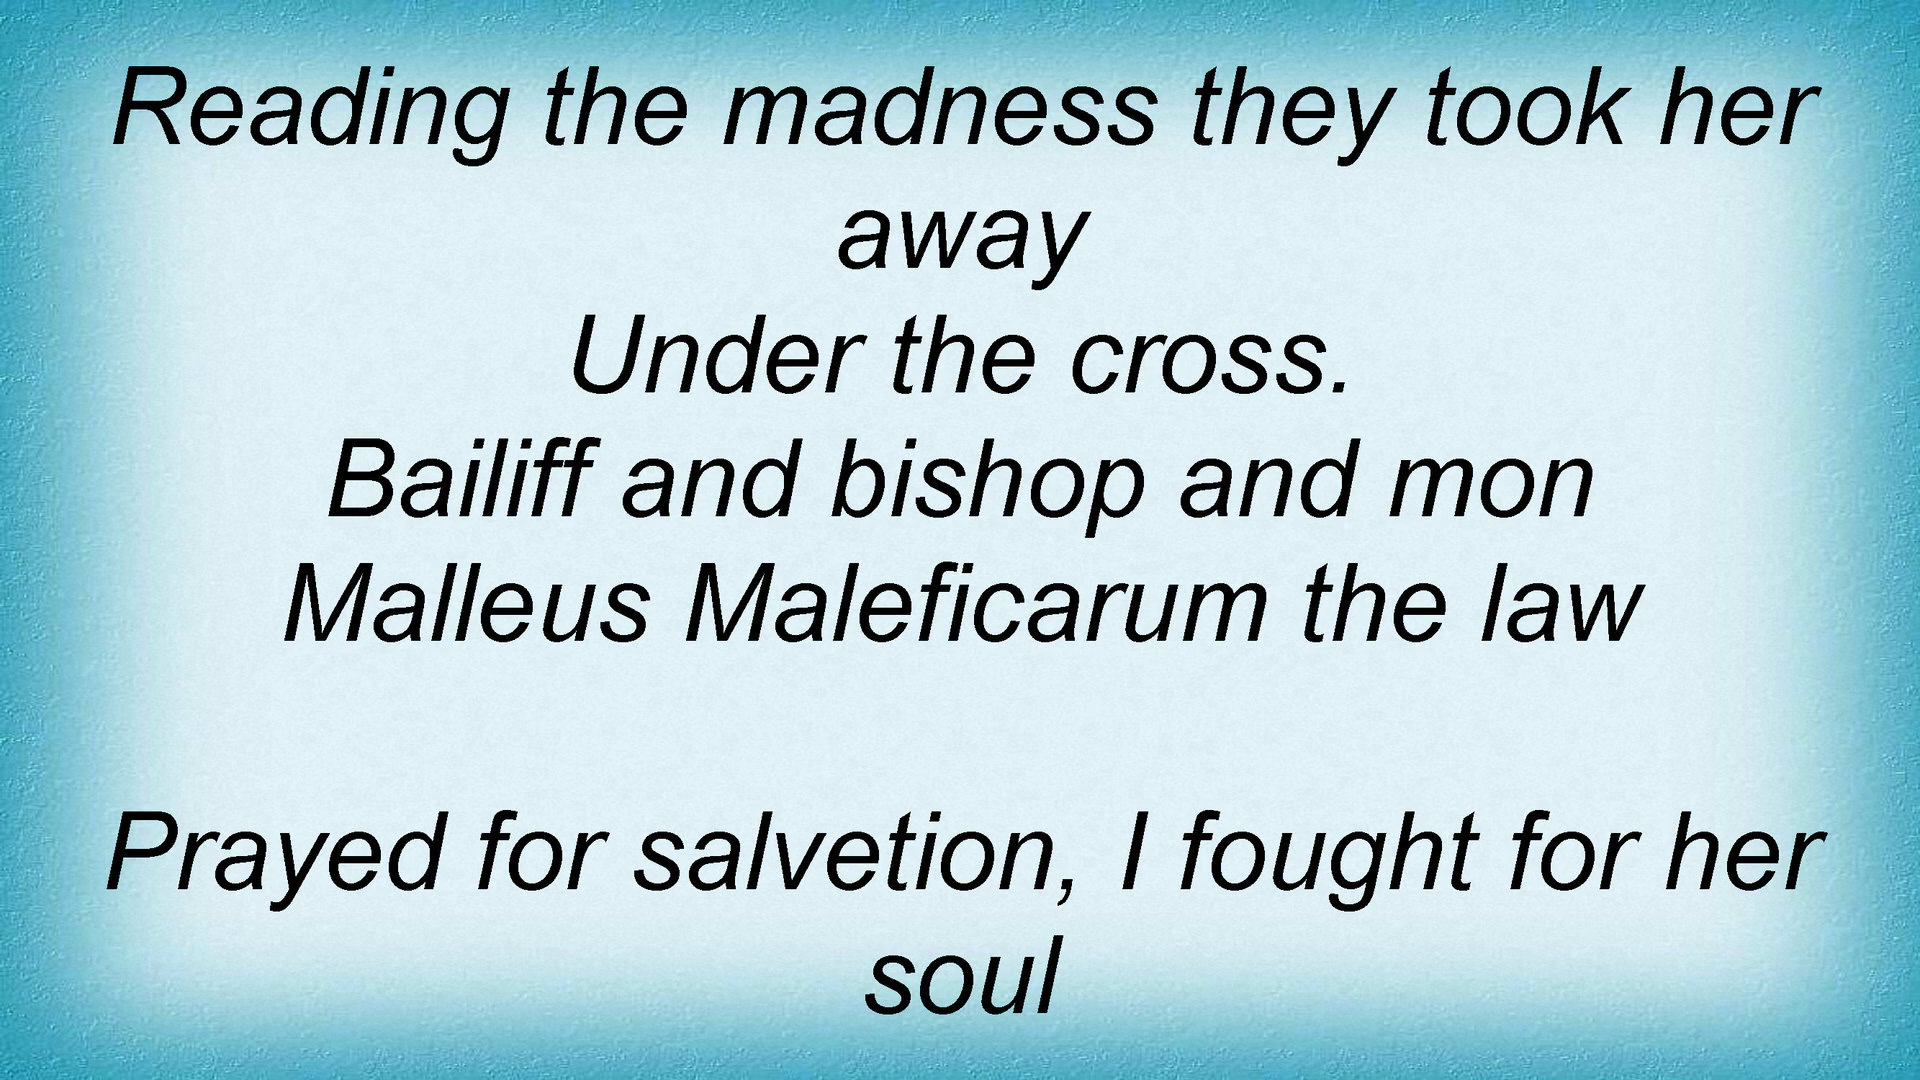 Reading the madness they took her
away
Under the cross.
Bailiff and bishop and mon
Malleus Maleficarum the law
Prayed for salvetion, I fought for her
soul